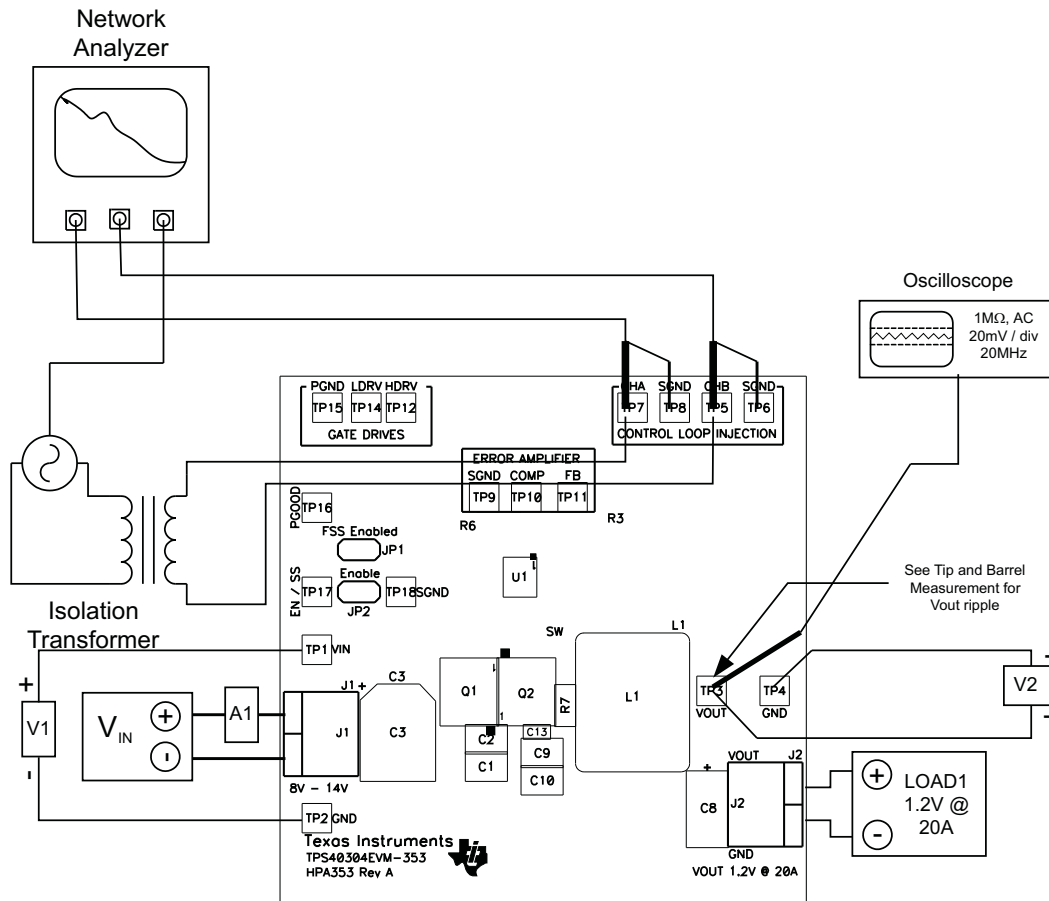 Network
Analyzer
Oscilloscope
1MΩ, AC
20mV / div
20MHz
PGND LDRV HDRV
TP15 TP14 TP12
GATE DRIVES
CHA SGND CHB SGND
TP7 TP8 TP5 TP6
CONTROL LOOP INJECTION
ERROR AMPLIFIER
SGND COMP FB
TP9 TP10 TP11
R6 R3
PGOOD
TP16
FSS Enabled
JP1
U1
1
EN / SS
TP17
Enable
JP2
TP18 SGND
See Tip and Barrel
Measurement for
Vout ripple
Isolation
Transformer
TP1 VIN
SW
L1
L1
+
V1
-
VIN
+
-
A1
J1
J1
8V - 14V
+
C3
C3
Q1
1
Q2
1
R7
C2
C1
C13
C9
C10
TP3
VOUT
TP4
GND
V2
-
VOUT
J2
+
C8
J2
GND
VOUT 1.2V @ 20A
+
-
LOAD1
1.2V @
20A
TP2 GND
Texas Instruments
TPS40304EVM-353
HPA353 Rev A